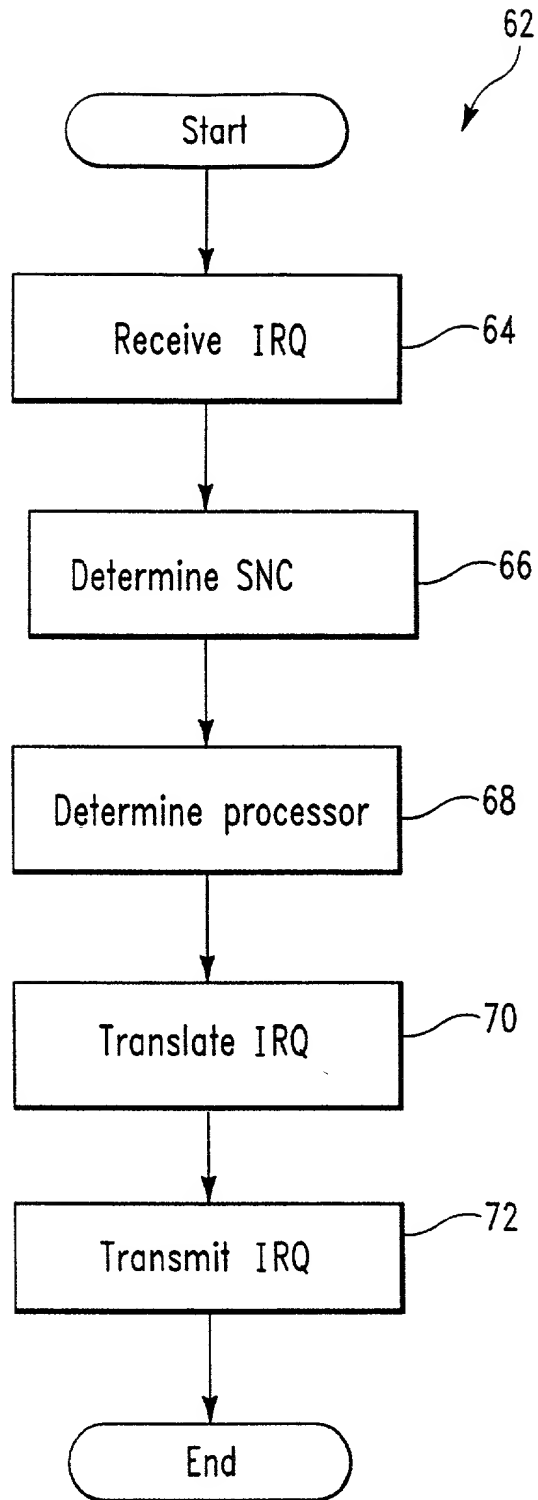 62
Start
Receive IRQ
64
Determine SNC
66
Determine processor
68
Translate IRQ
70
Transmit IRQ
72
End